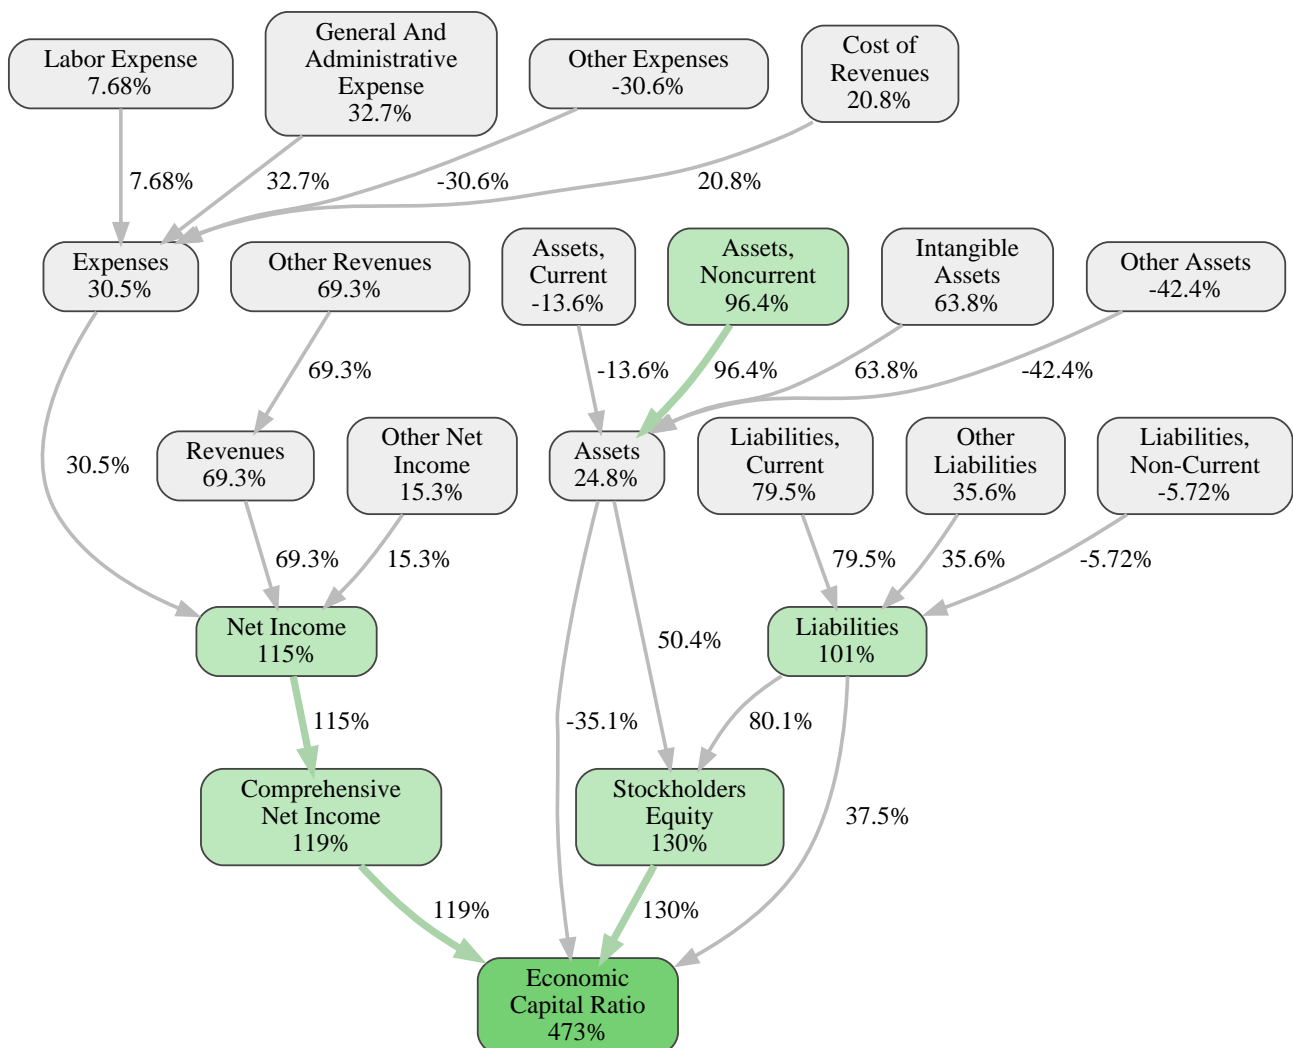 Labor Expense
7.68%
General And
Administrative
Expense
32.7%
Other Expenses
-30.6%
Cost of
Revenues
20.8%
7.68%
32.7%
-30.6%
20.8%
Expenses
30.5%
Other Revenues
69.3%
Assets,
Current
-13.6%
Assets,
Noncurrent
96.4%
Intangible
Assets
63.8%
Other Assets
-42.4%
69.3%
-13.6%
96.4%
63.8%
-42.4%
30.5%
Revenues
69.3%
Other Net
Income
15.3%
Assets
24.8%
Liabilities,
Current
79.5%
Other
Liabilities
35.6%
Liabilities,
Non-Current
-5.72%
69.3%
15.3%
79.5%
35.6%
-5.72%
Net Income
115%
50.4%
Liabilities
101%
115%
-35.1%
80.1%
Comprehensive
Net Income
119%
Stockholders
Equity
130%
37.5%
119%
130%
Economic
Capital Ratio
473%